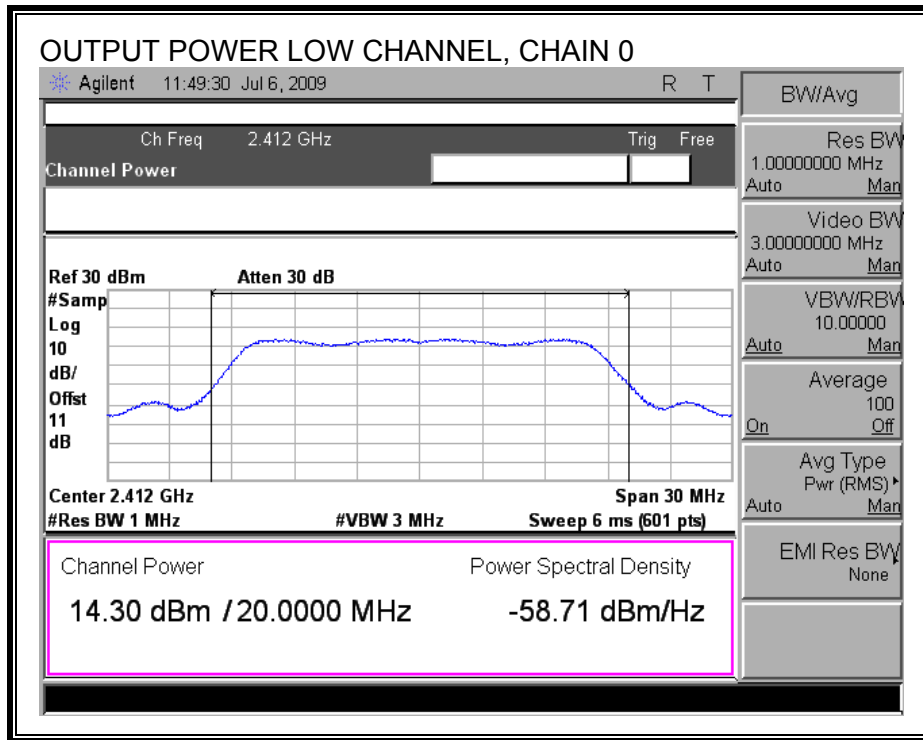 OUTPUT POWER LOW CHANNEL, CHAIN 0
Agilent 11:49:30 Jul 6, 2009 R T
Ch Freq 2.412 GHz Trig Free
Channel Power
Ref 30 dBm Atten 30 dB
#Samp
Log
10
dB/
Offst
11
dB
Center 2.412 GHz Span 30 MHz
#Res BW 1 MHz #VBW 3 MHz Sweep 6 ms (601 pts)
Channel Power Power Spectral Density
14.30 dBm / 20.0000 MHz -58.71 dBm/Hz
BW/Avg
Res BW
1.00000000 MHz
Auto Man
Video BW
3.00000000 MHz
Auto Man
VBW/RBW
10.00000
Auto Man
Average
100
On Off
Avg Type
Pwr (RMS)
Auto Man
EMI Res BW
None